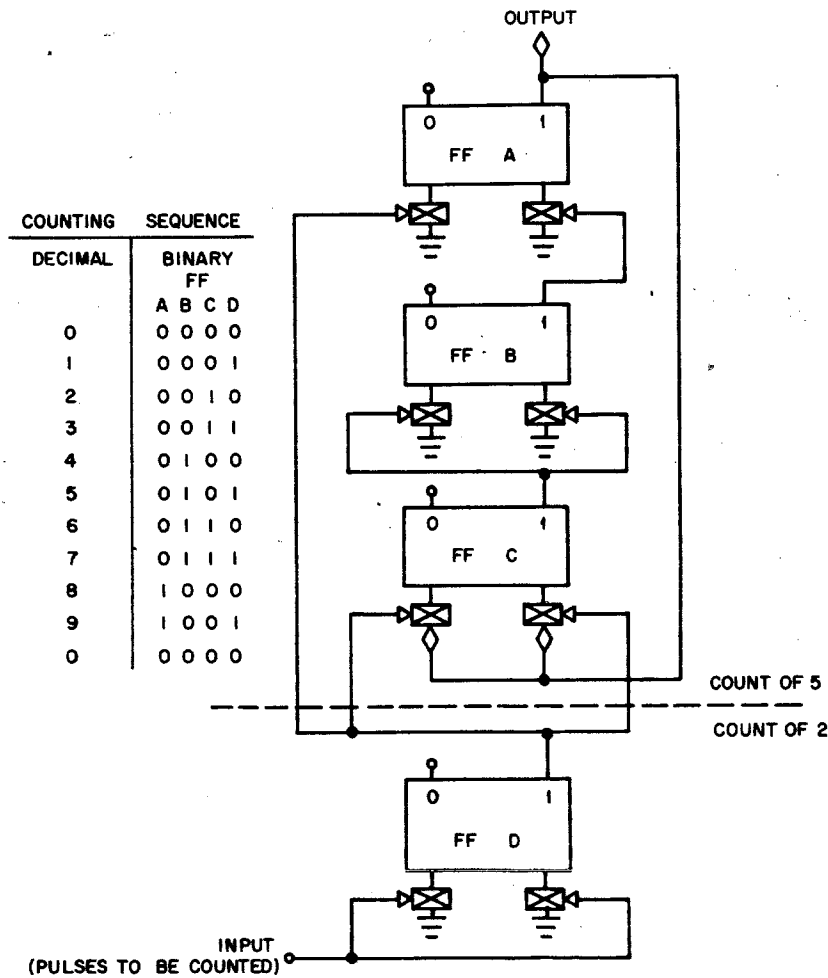 OUTPUT
0 1
FF A
COUNTING SEQUENCE
DECIMAL BINARY
FF
A B C D
0 0 0 0 0
1 0 0 0 1
2 0 0 1 0
3 0 0 1 1
4 0 1 0 0
5 0 1 0 1
6 0 1 1 0
7 0 1 1 1
8 1 0 0 0
9 1 0 0 1
0 0 0 0 0
0 1
FF B
0 1
FF C
COUNT OF 5
COUNT OF 2
0 1
FF D
INPUT
(PULSES TO BE COUNTED)